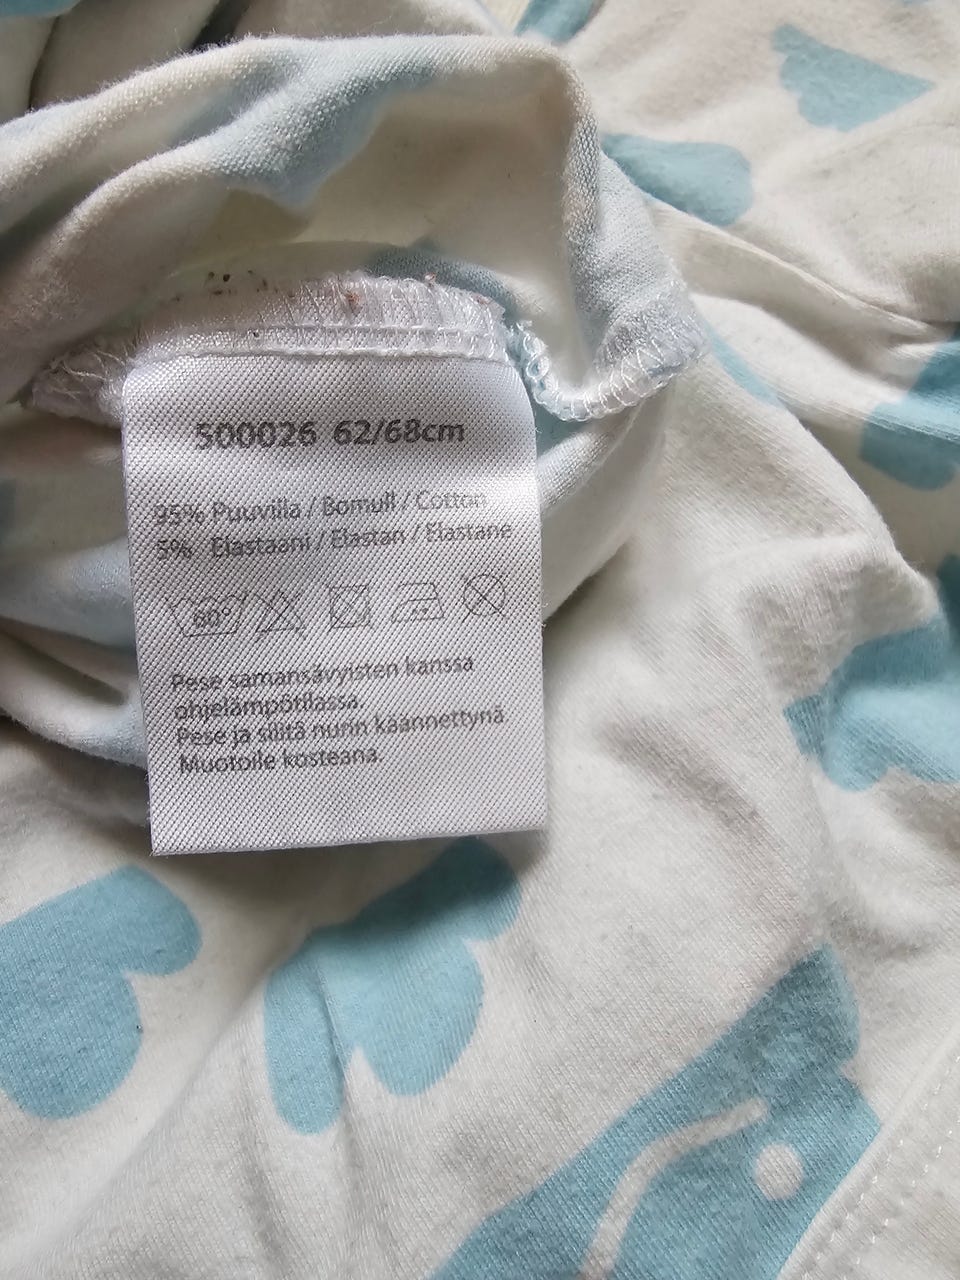 500026 62/68cm
95% Puuvilla / Bomull / Cotton
5% Elastaani / Elastan / Elastane
60°
Pese samansävyisten kanssa
ohjelämpötilassa.
Pese ja silitä nurin käännettynä.
Muotoile kosteana.